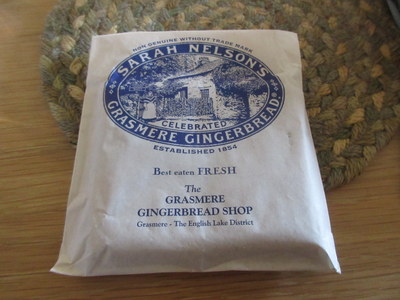 NON GENUINE WITHOUT TRADE MARK
SARAH NELSON'S
CELEBRATED
GRASMERE GINGERBREAD
ESTABLISHED 1854
Best eaten FRESH
The
GRASMERE
GINGERBREAD SHOP
Grasmere - The English Lake District